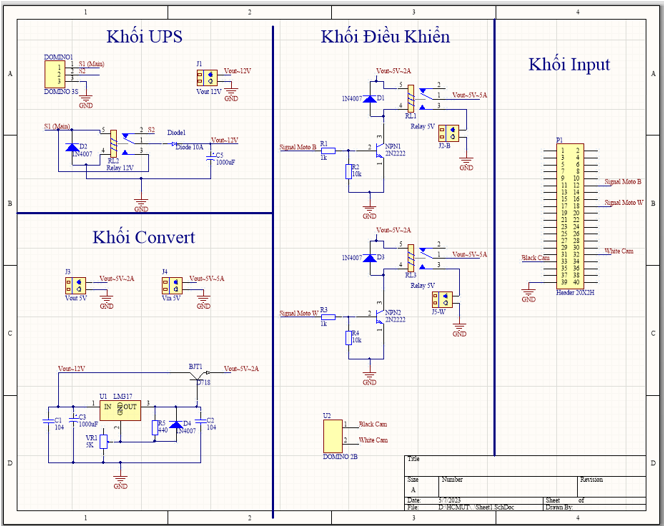 1 2 3 4
Khối UPS
Khối Điều Khiển
Khối Input
A
B
C
D
DOMINO1
1
2
3
S1 (Main)
S2
GND
DOMINO 3S
J1
Vout~12V
GND
Vout 12V
S1 (Main)
D2
1N4007
5
4
1
2
3
S2
RL2
Relay 12V
Diode1
Diode 10A
Vout~12V
C5
1000uF
GND
Khối Convert
J3
Vout~5V~2A
GND
Vout 5V
J4
Vout~5V~5A
GND
Vin 5V
Vout~12V
BJT1
D718
Vout~5V~2A
U1
LM317
1
IN
OUT
3
GND
2
C1
104
C3
1000uF
VR1
5K
R5
440
D4
1N4007
C2
104
GND
Vout~5V~2A
1N4007
D1
5
4
2
1
3
Vout~5V~5A
RL1
Relay 5V
J2-B
GND
Signal Moto B
R1
1k
R2
10k
NPN1
2N2222
GND
Vout~5V~2A
1N4007
D3
5
4
2
1
3
Vout~5V~5A
RL3
Relay 5V
J5-W
GND
Signal Moto W
R3
1k
R4
10k
NPN2
2N2222
GND
U2
1
Black Cam
2
White Cam
DOMINO 2B
P1
1 2
3 4
5 6
7 8
9 10
11 12
Signal Moto B
13 14
15 16
17 18
Signal Moto W
19 20
21 22
23 24
25 26
27 28
29 30
Black Cam
31 32
White Cam
33 34
35 36
37 38
39 40
GND
Header 20X2H
Title
Size
A
Number
Revision
Date: 5/7/2023
Sheet of
File: D:\HCMUT\..\Sheet1.SchDoc
Drawn By:
1 2 3 4